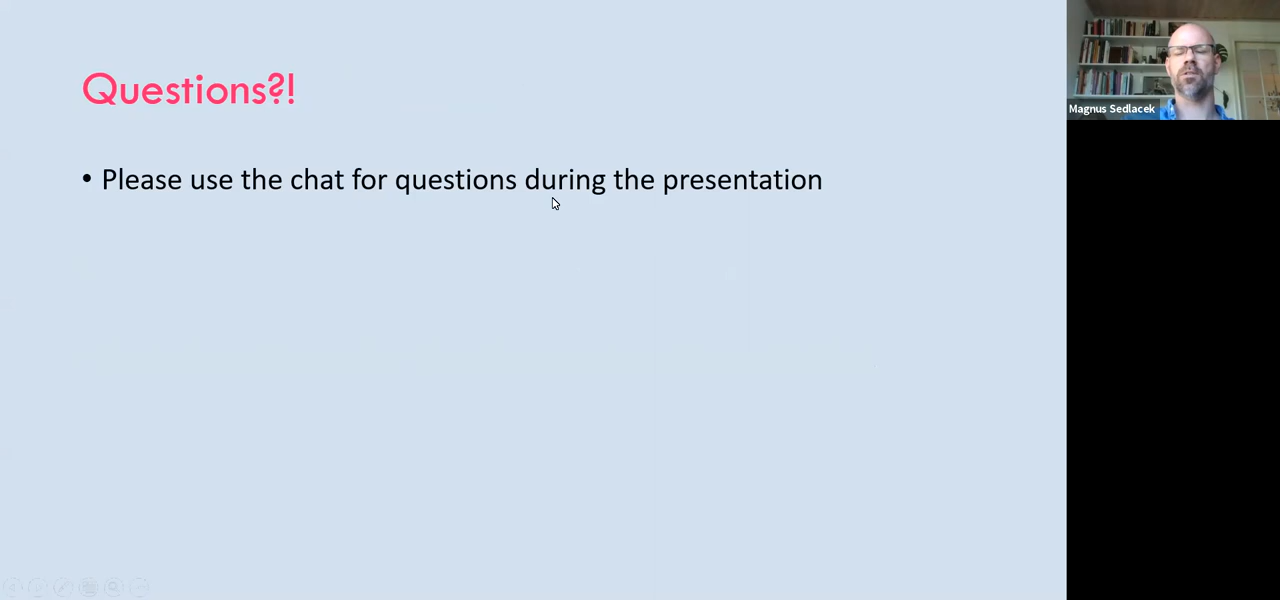 Questions?!
• Please use the chat for questions during the presentation
Magnus Sedlacek